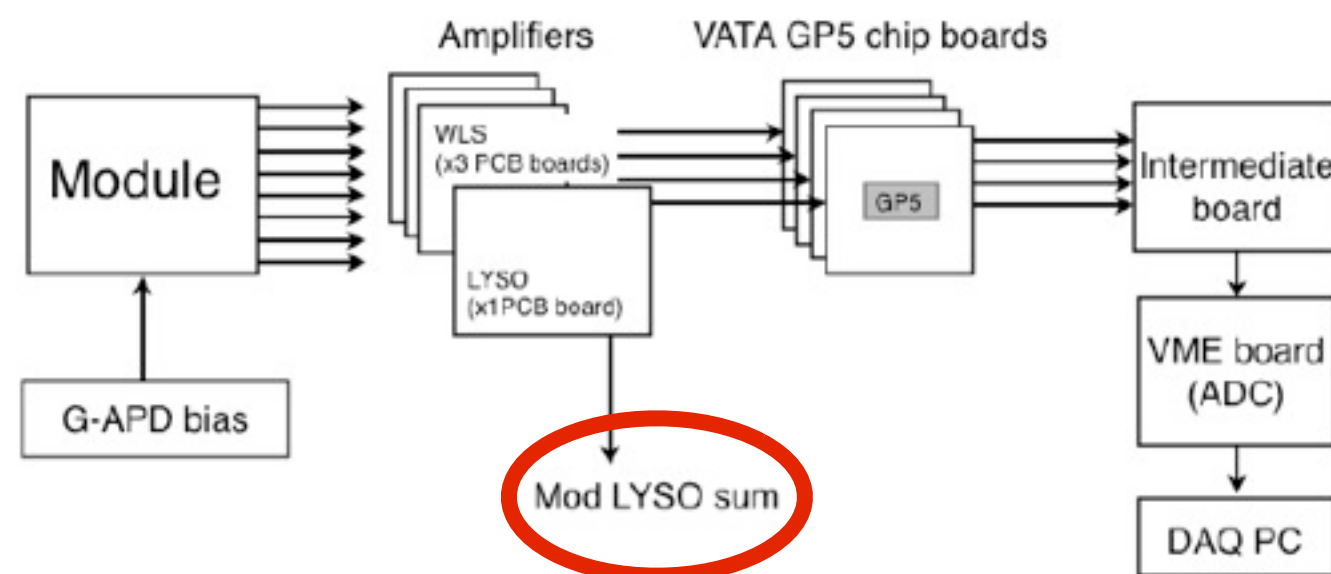 Amplifiers
VATA GP5 chip boards
Module
WLS
(x3 PCB boards)
LYSO
(x1PCB board)
GP5
Intermediate
board
VME board
(ADC)
G-APD bias
Mod LYSO sum
DAQ PC